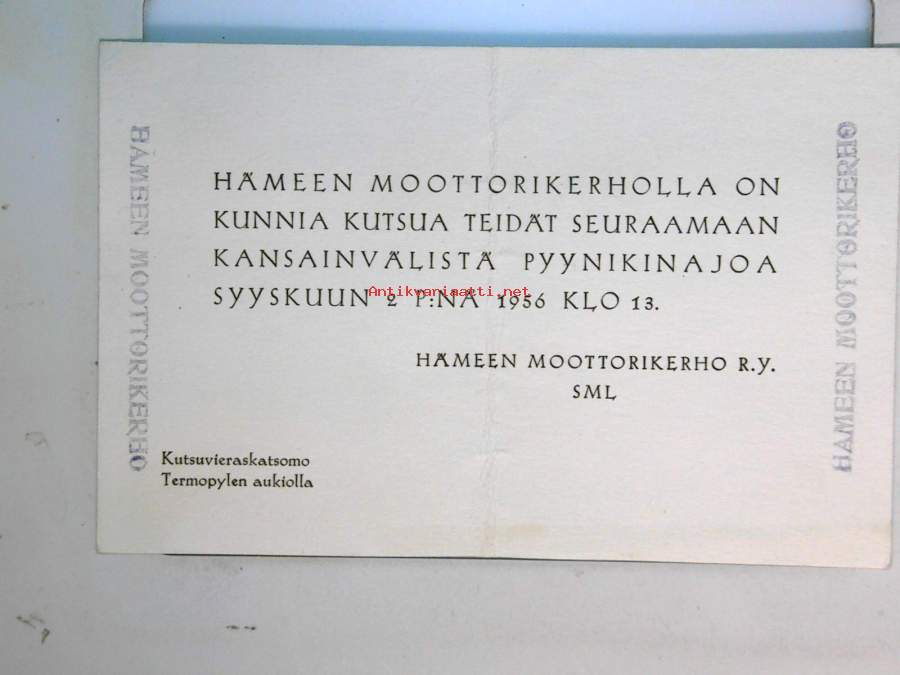 HÄMEEN MOOTTORIKERHO
HÄMEEN MOOTTORIKERHOLLA ON
KUNNIA KUTSUA TEIDÄT SEURAAMAAN
KANSAINVÄLISTÄ PYYNIKINAJOA
SYYSKUUN 2 P:NÄ 1956 KLO 13.
Antikvariaatti.net
HÄMEEN MOOTTORIKERHO R.Y.
SML
Kutsuvieraskatsomo
Termopylen aukiolla
HÄMEEN MOOTTORIKERHO